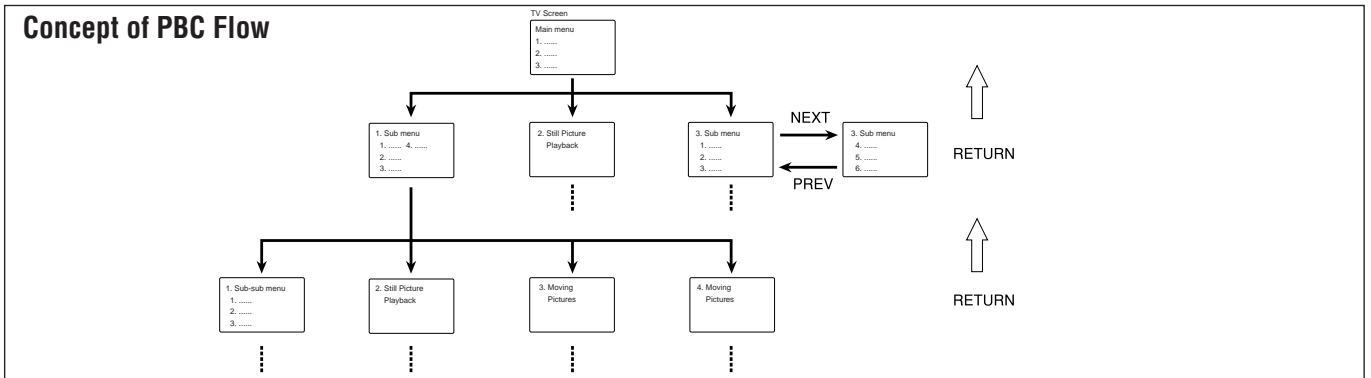 Concept of PBC Flow
TV Screen
Main menu
1. ......
2. ......
3. ......
1. Sub menu
1. ...... 4. ......
2. ......
3. ......
2. Still Picture
Playback
3. Sub menu
1. ......
2. ......
3. ......
NEXT
PREV
3. Sub menu
4. ......
5. ......
6. ......
RETURN
1. Sub-sub menu
1. ......
2. ......
3. ......
2. Still Picture
Playback
3. Moving
Pictures
4. Moving
Pictures
RETURN